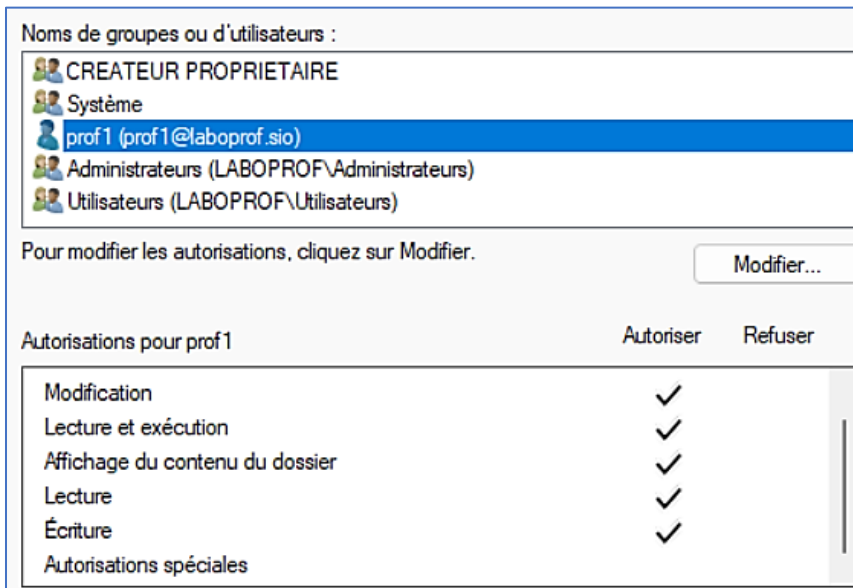 Noms de groupes ou d'utilisateurs :
CREATEUR PROPRIETAIRE
Système
prof1 (prof1@laboprof.sio)
Administrateurs (LABOPROF\Administrateurs)
Utilisateurs (LABOPROF\Utilisateurs)
Pour modifier les autorisations, cliquez sur Modifier.
Modifier...
Autorisations pour prof1 Autoriser Refuser
Modification
Lecture et exécution
Affichage du contenu du dossier
Lecture
Écriture
Autorisations spéciales